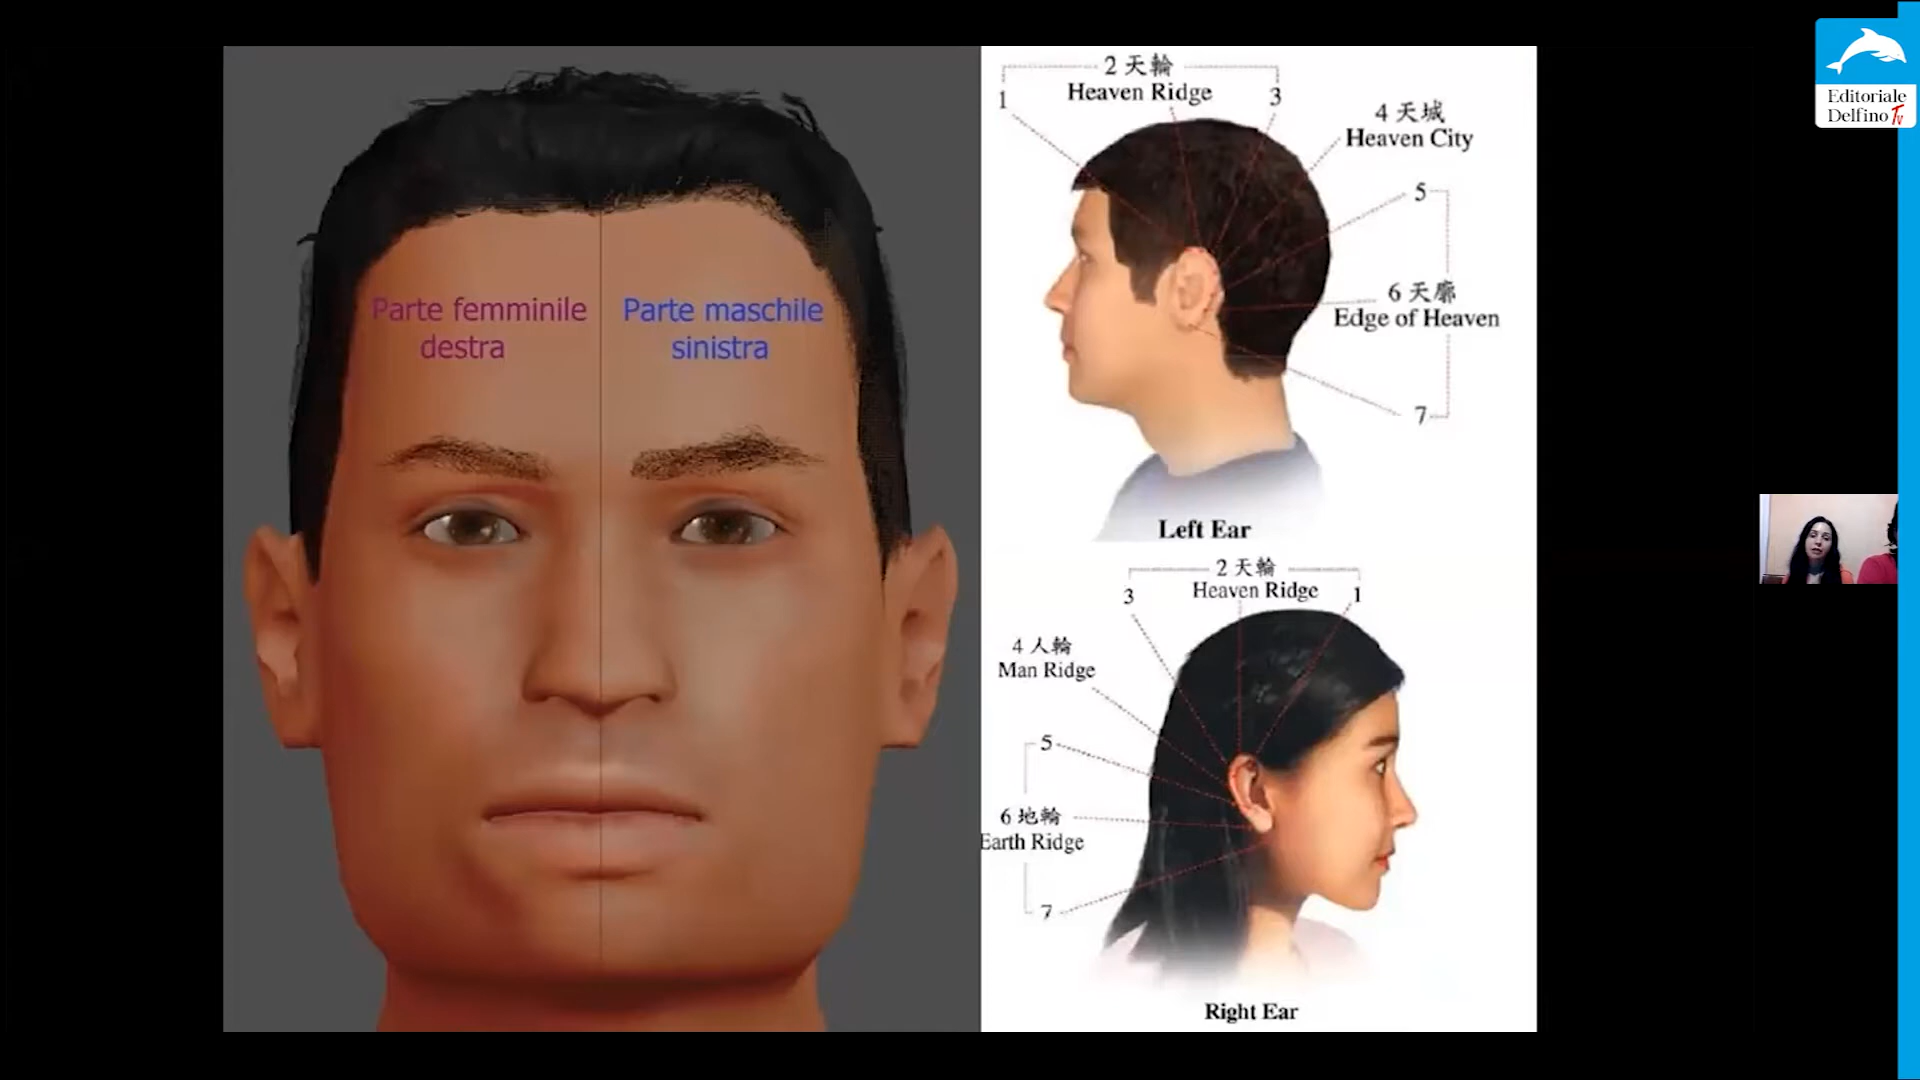 Parte femminile
destra
Parte maschile
sinistra
2 天輪
Heaven Ridge
1
3
4 天城
Heaven City
5
6 天廓
Edge of Heaven
7
Left Ear
2 天輪
Heaven Ridge
3
1
4 人輪
Man Ridge
5
6 地輪
Earth Ridge
7
Right Ear
Editoriale
Delfino Tv